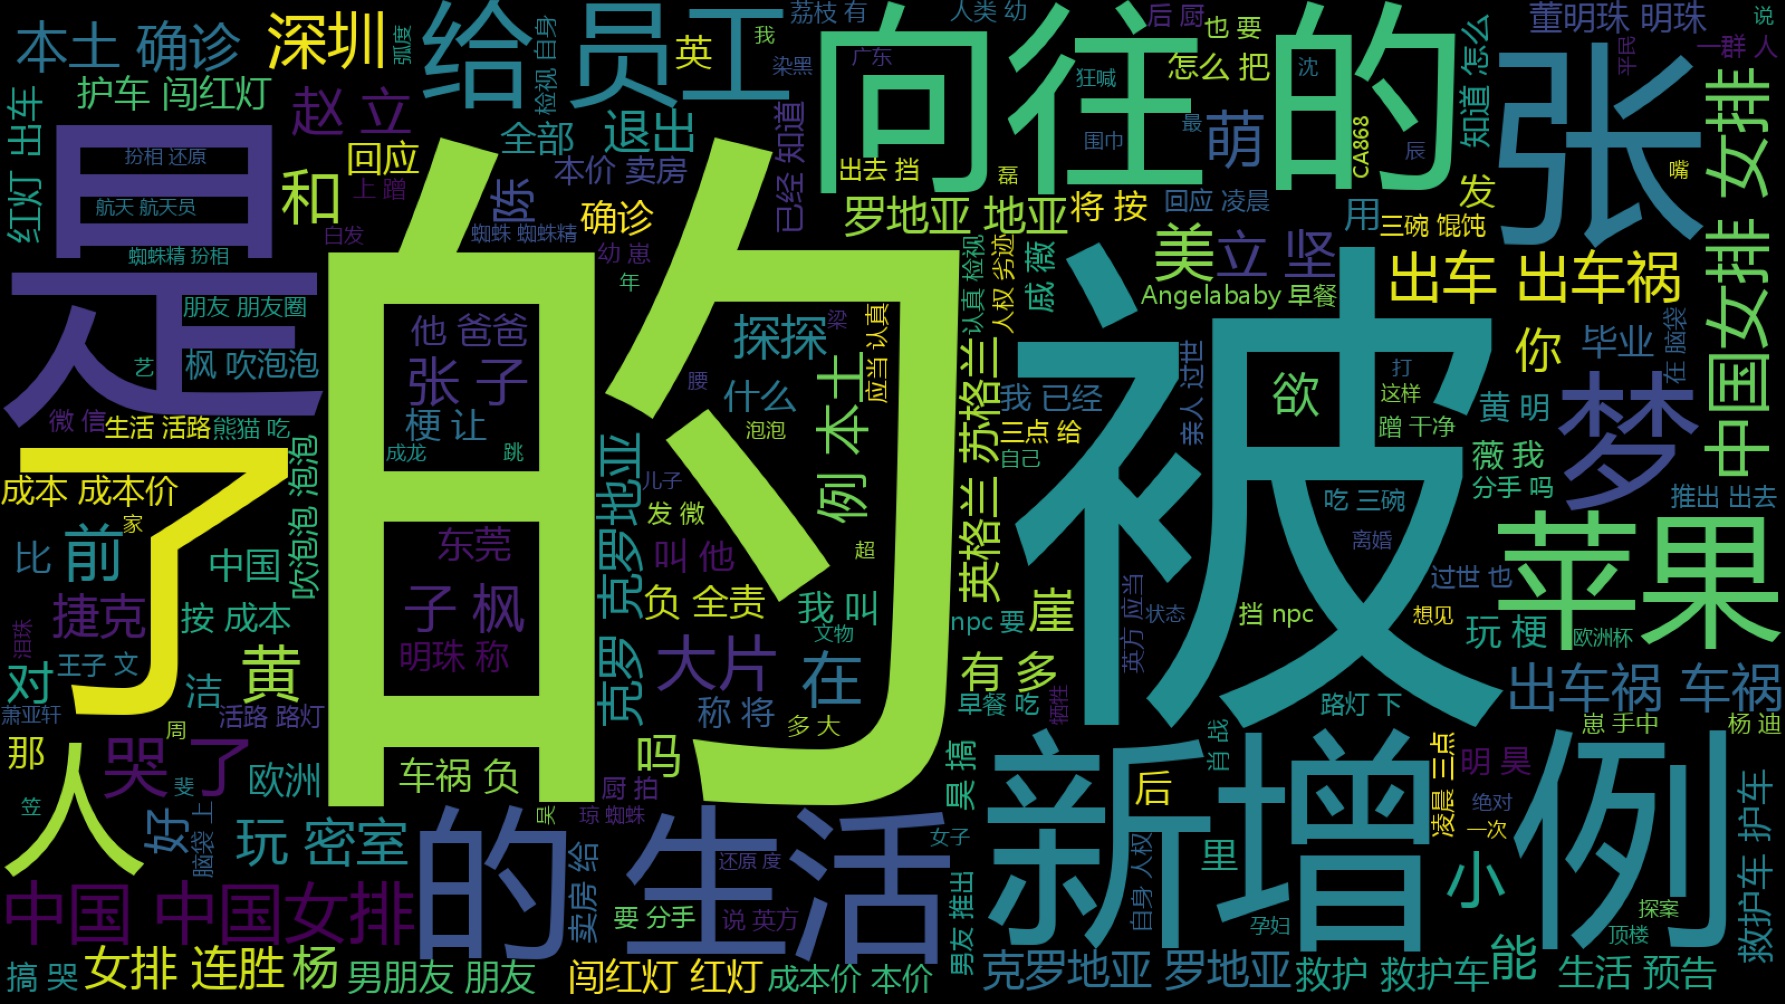 本土 确诊
深圳
给 员工
英
我
荔枝 有
人类 幼
后 厨
也 要
董明珠 明珠
说
一群 人
平民
弧度
检视 自身
染黑
广东
向往 的
狂喊
怎么 把
沈
知道 怎么
张
护车 闯红灯
赵 立
全部
退出
已经 知道
围巾
最
萌
CA868
辰
嘴
中国女排 女排
红灯 出车
是
扮相 还原
航天 航天员
蜘蛛精 扮相
和
回应
上 蹭
白发
陈
本价 卖房
蜘蛛 蜘蛛精
确诊
幼 崽
年
出去 挡
磊
罗地亚 地亚
将 按
回应 凌晨
用
发
三碗 馄饨
美
立 坚
出车 出车祸
的
认真 检视
人权 劣迹
戚 薇
Angelababy 早餐
被
朋友 朋友圈
艺
枫 吹泡泡
他 爸爸
张 子
梗 让
成龙
跳
探探
梁
应当 认真
腰
什么
泡泡
例 本土
英格兰 苏格兰
我 已经
三点 给
自己
亲人 过世
欲
打
这样
蹭 干净
你
毕业
在 脑袋
黄 明
梦
薇 我
分手 吗
推出 出去
微 信
生活 活路
熊猫 吃
了
成本 成本价
家
比
前
中国
吹泡泡 泡泡
克罗 克罗地亚
儿子
发 微
超
东莞
叫 他
吃 三碗
离婚
苹果
过世 也
想见
捷克
按 成本
子 枫
明珠 称
负 全责
我 叫
文物
npc 要
崖
英方 应当
状态
挡 npc
玩 梗
欧洲杯
泪珠
对
王子 文
洁
黄
大片
在
有 多
出车祸 车祸
萧亚轩
活路 路灯
称 将
多 大
早餐 吃
牺牲
路灯 下
崽 手中
杨 迪
那
周
哭 了
斐
欧洲
车祸 负
吗
厨 拍
吴
琼 蜘蛛
昊 搞
肖 战
凌晨 三点
明 昊
绝对
一次
人
笠
好
脑袋 上
玩 密室
的 生活
还原 度
女子
新增
后
例
救护车 护车
中国 中国女排
卖房 给
要 分手
说 英方
男友 推出
自身 人权
里
孕妇
小
探案
顶楼
搞 哭
女排 连胜
杨
男朋友 朋友
闯红灯 红灯
成本价 本价
克罗地亚 罗地亚
救护 救护车
能
生活 预告